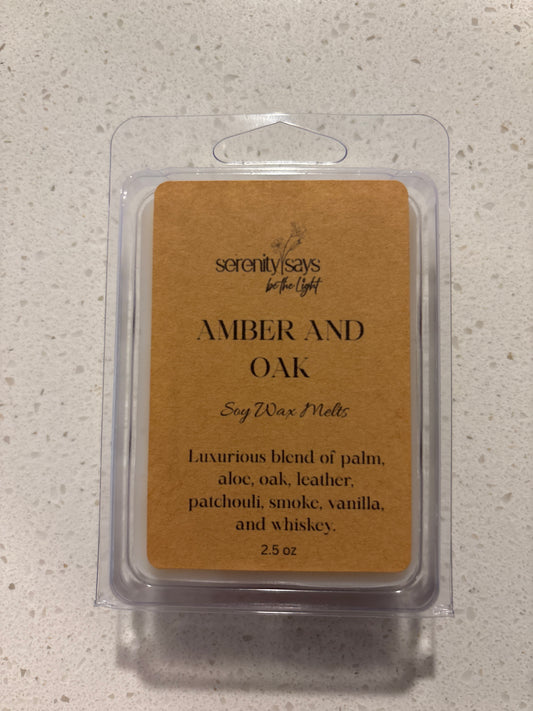 serenity says
be the Light
AMBER AND
OAK
Soy Wax Melts
Luxurious blend of palm,
aloe, oak, leather,
patchouli, smoke, vanilla,
and whiskey.
2.5 oz